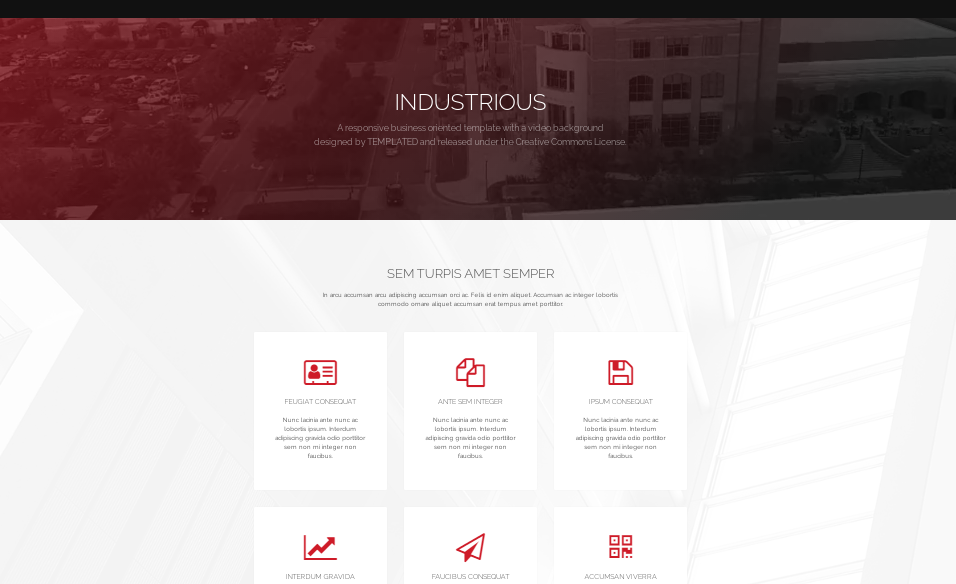 INDUSTRIOUS
A responsive business oriented template with a video background
designed by TEMPLATED and released under the Creative Commons License.
SEM TURPIS AMET SEMPER
In arcu accumsan arcu adipiscing accumsan orci ac. Felis id enim aliquet. Accumsan ac integer lobortis
commodo ornare aliquet accumsan erat tempus amet porttitor.
FEUGIAT CONSEQUAT
Nunc lacinia ante nunc ac
lobortis ipsum. Interdum
adipiscing gravida odio porttitor
sem non mi integer non
faucibus.
ANTE SEM INTEGER
Nunc lacinia ante nunc ac
lobortis ipsum. Interdum
adipiscing gravida odio porttitor
sem non mi integer non
faucibus.
IPSUM CONSEQUAT
Nunc lacinia ante nunc ac
lobortis ipsum. Interdum
adipiscing gravida odio porttitor
sem non mi integer non
faucibus.
INTERDUM GRAVIDA
FAUCIBUS CONSEQUAT
ACCUMSAN VIVERRA